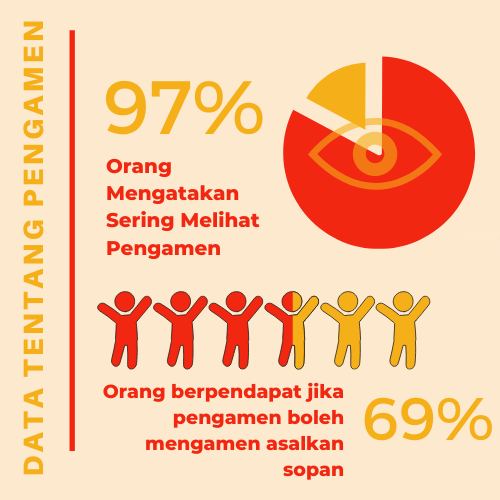 DATA TENTANG PENGAMEN
97%
Orang
Mengatakan
Sering Melihat
Pengamen
Orang berpendapat jika
pengamen boleh
mengamen asalkan
sopan
69%